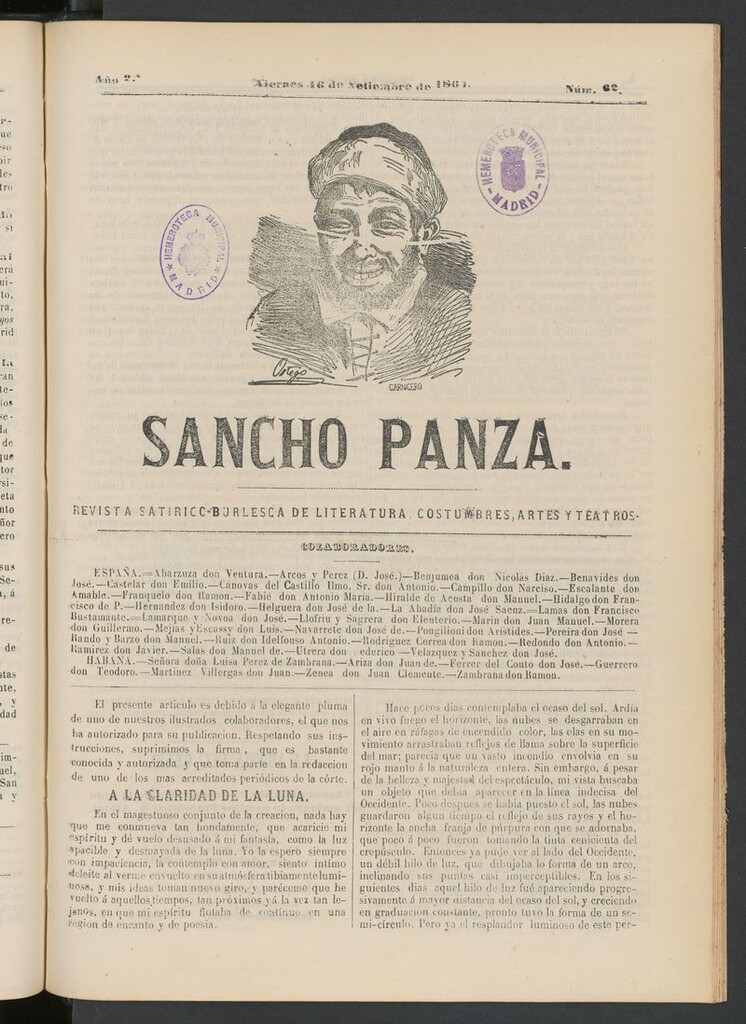 Año 2.°
Viernes 16 de Setiembre de 1864.
Núm. 62.
HEMEROTECA MUNICIPAL
MADRID
HEMEROTECA MUNICIPAL
MADRID
Ortego
CARNICERO
SANCHO PANZA.
REVISTA SATIRICO-BURLESCA DE LITERATURA. COSTUMBRES, ARTES Y TEATROS-
COLABORADORES.
ESPAÑA.=Abarzuza don Ventura.—Arcos y Perez (D. José.)—Benjumea don Nicolás Diaz.—Benavides don
José.—Castelar don Emilio.—Canovas del Castillo Ilmo. Sr. don Antonio.—Campillo don Narciso.—Escalante don
Amable.—Franquelo don Ramon.—Fabié don Antonio María.—Hiralde de Acosta don Manuel.—Hidalgo don Fran-
cisco de P.—Hernandez don Isidoro.—Helguera don José de la.—La Abadía don José Saenz.=Lamas don Francisco
Bustamante.=Lamarque y Novoa don José.—Llofriu y Sagrera don Eleuterio.—Marin don Juan Manuel.—Morera
don Guillermo.—Mejías y Escassy don Luis.—Navarrete don José de.—Pongilioni don Arístides.—Pereira don José —
Rando y Barzo don Manuel.—Ruiz don Ildefonso Antonio.—Rodriguez Correa don Ramon.—Redondo don Antonio.—
Ramirez don Javier.—Salas don Manuel de.—Utrera don ederico —Velazquez y Sanchez don José.
HABANA.—Señora doña Luisa Perez de Zambrana.—Ariza don Juan de.—Ferrer del Couto don José.—Guerrero
don Teodoro.—Martinez Villergas don Juan.—Zenea don Juan Clemente.—Zambrana don Ramon.
El presente artículo es debido á la elegante pluma
de uno de nuestros ilustrados colaboradores, el que nos
ha autorizado para su publicacion. Respetando sus ins-
trucciones, suprimimos la firma, que es bastante
conocida y autorizada y que toma parte en la redaccion
de uno de los mas acreditados periódicos de la córte.
A LA CLARIDAD DE LA LUNA.
En el magestuoso conjunto de la creacion, nada hay
que me conmueva tan hondamente, que acaricie mi
espíritu y dé vuelo desusado á mi fantasía, como la luz
apacible y desmayada de la luna. Yo la espero siempre
con impaciencia, la contemplo con amor, siento intimo
deleite al verme envuelto en su atmósfera tibiamente lumi-
nosa, y mis ideas toman nuevo giro, y paréceme que he
vuelto á aquellos tiempos, tan próximos yá la vez tan le-
janos, en que mi espíritu flotaba de contínuo en una
region de encanto y de poesía.
Hace pocos dias contemplaba el ocaso del sol. Ardía
en vivo fuego el horizonte, las nubes se desgarraban en
el aire en ráfagas de encendido color, las olas en su mo-
vimiento arrastraban reflejos de llama sobre la superficie
del mar; parecia que un vasto incendio envolvia en su
rojo manto á la naturaleza entera. Sin embargo, á pesar
de la belleza y majestad del espectáculo, mi vista buscaba
un objeto que debia aparecer en la linea indecisa del
Occidente. Poco despues se habia puesto el sol, las nubes
guardaron algun tiempo el reflejo de sus rayos y el ho-
rizonte la ancha franja de púrpura con que se adornaba,
que poco á poco fueron tomando la tinta cenicienta del
crepúsculo. Entonces ya pude ver al lado del Occidente,
un débil hilo de luz, que dibujaba lo forma de un arco,
inclinando sus puntas casi imperceptibles. En los si-
guientes dias aquel hilo de luz fué apareciendo progre-
sivamente á mayor distancia del ocaso del sol, y creciendo
en graduacion constante, pronto tuvo la forma de un se-
mi-círculo. Pero ya el resplandor luminoso de este per-